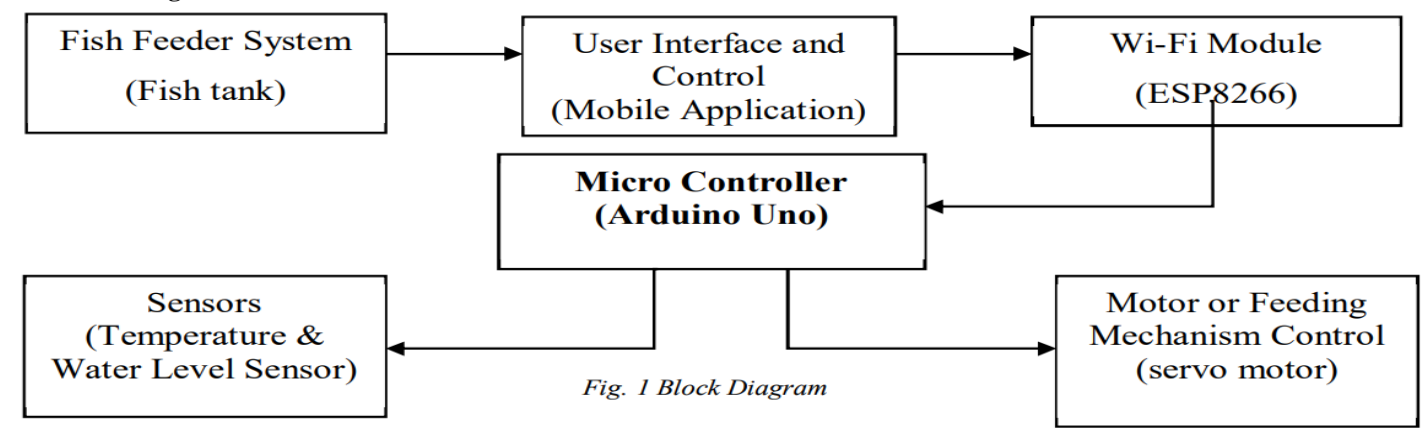 Fish Feeder System
(Fish tank)
User Interface and
Control
(Mobile Application)
Wi-Fi Module
(ESP8266)
Micro Controller
(Arduino Uno)
Sensors
(Temperature &
Water Level Sensor)
Motor or Feeding
Mechanism Control
(servo motor)
Fig. 1 Block Diagram